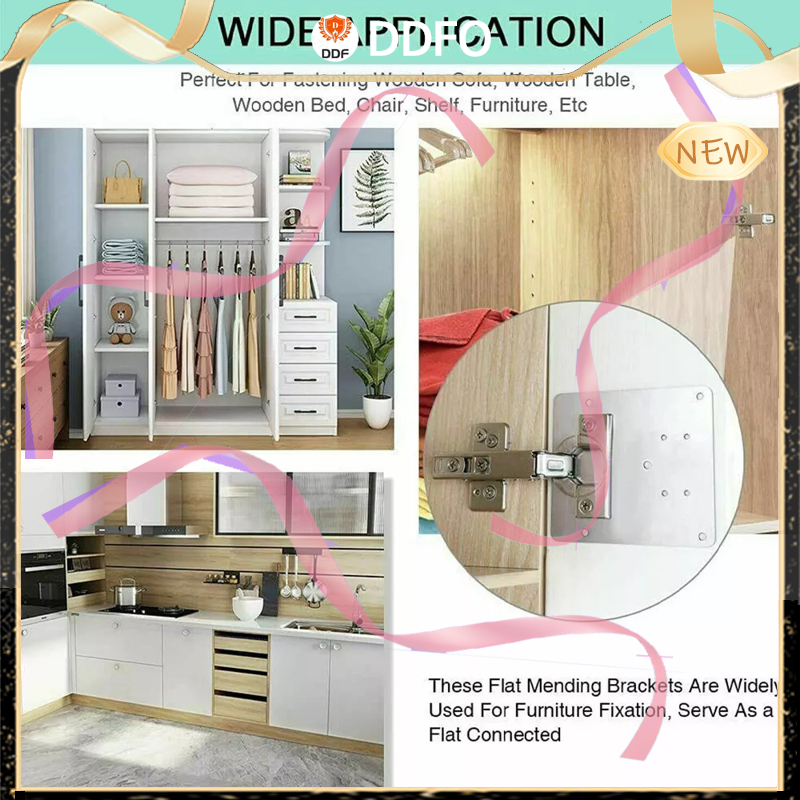 WIDE APPLICATION
DDF
DDFO
Perfect For Fastening Wooden Sofa, Wooden Table,
Wooden Bed, Chair, Shelf, Furniture, Etc
NEW
a
These Flat Mending Brackets Are Widely
Used For Furniture Fixation, Serve As a
Flat Connected